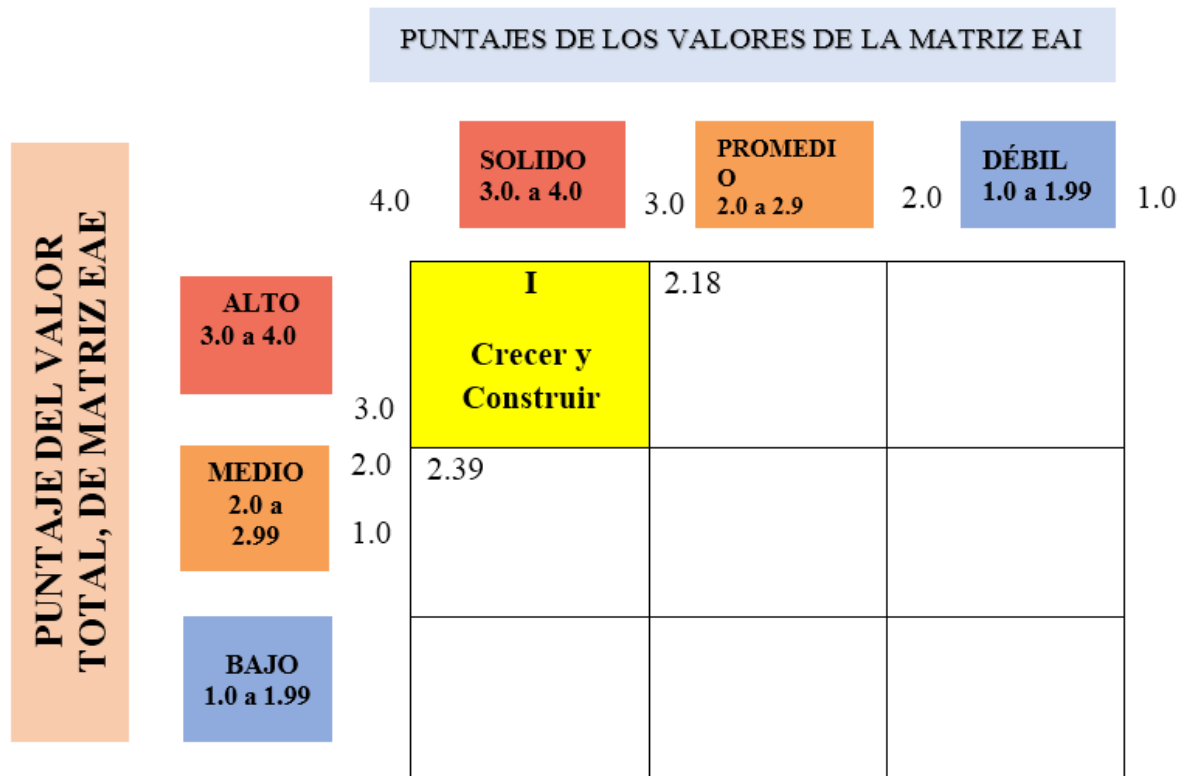 PUNTAJES DE LOS VALORES DE LA MATRIZ EAI
4.0
SOLIDO
3.0. a 4.0
3.0
PROMEDI
O
2.0 a 2.9
2.0
DÉBIL
1.0 a 1.99
1.0
PUNTAJE DEL VALOR
TOTAL, DE MATRIZ EAE
ALTO
3.0 a 4.0
3.0
I
Crecer y
Construir
2.18
MEDIO
2.0 a
2.99
2.0
1.0
2.39
BAJO
1.0 a 1.99